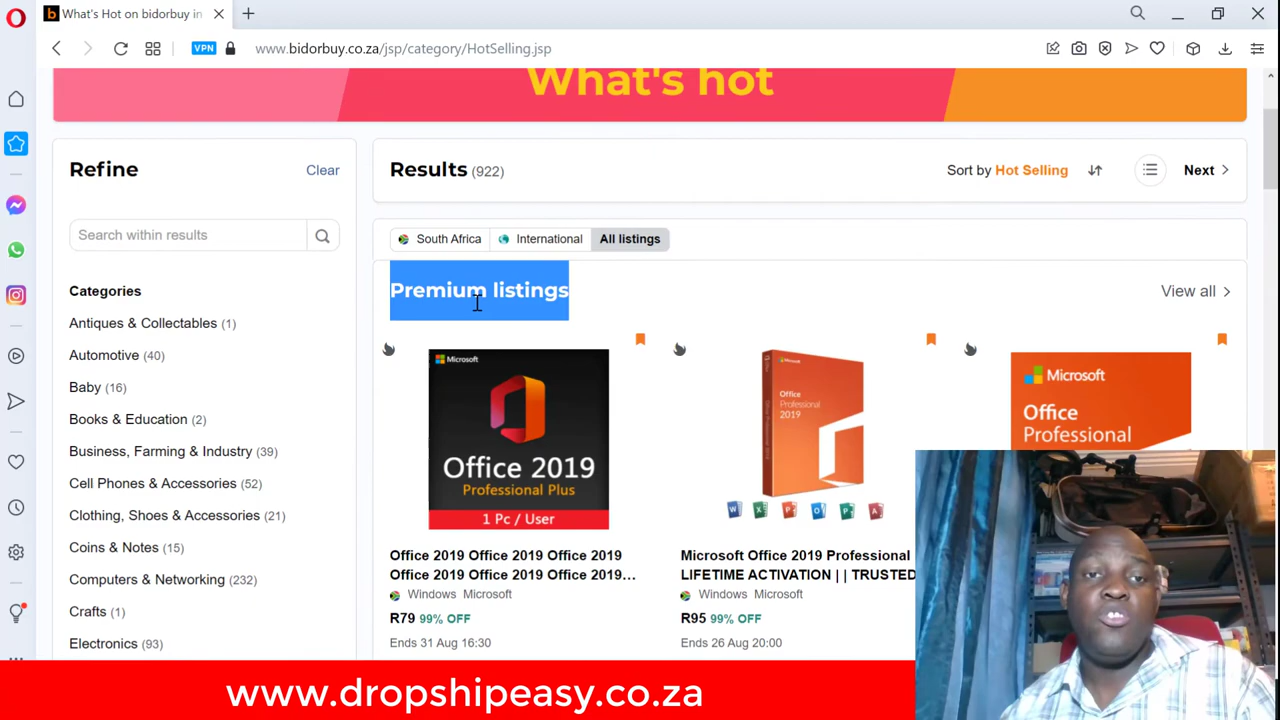 What's Hot on bidorbuy in
VPN
www.bidorbuy.co.za/jsp/category/HotSelling.jsp
What's hot
Refine
Clear
Search within results
Categories
Antiques & Collectables (1)
Automotive (40)
Baby (16)
Books & Education (2)
Business, Farming & Industry (39)
Cell Phones & Accessories (52)
Clothing, Shoes & Accessories (21)
Coins & Notes (15)
Computers & Networking (232)
Crafts (1)
Electronics (93)
Results (922)
Sort by Hot Selling
Next
South Africa
International
All listings
Premium listings
View all
Microsoft
Office 2019
Professional Plus
1 Pc / User
Office 2019 Office 2019 Office 2019
Office 2019 Office 2019 Office 2019...
Windows Microsoft
R79 99% OFF
Ends 31 Aug 16:30
Office
Professional
2019
Microsoft Office 2019 Professional
LIFETIME ACTIVATION | | TRUSTED
Windows Microsoft
R95 99% OFF
Ends 26 Aug 20:00
Microsoft
Office
Professional
www.dropshipeasy.co.za